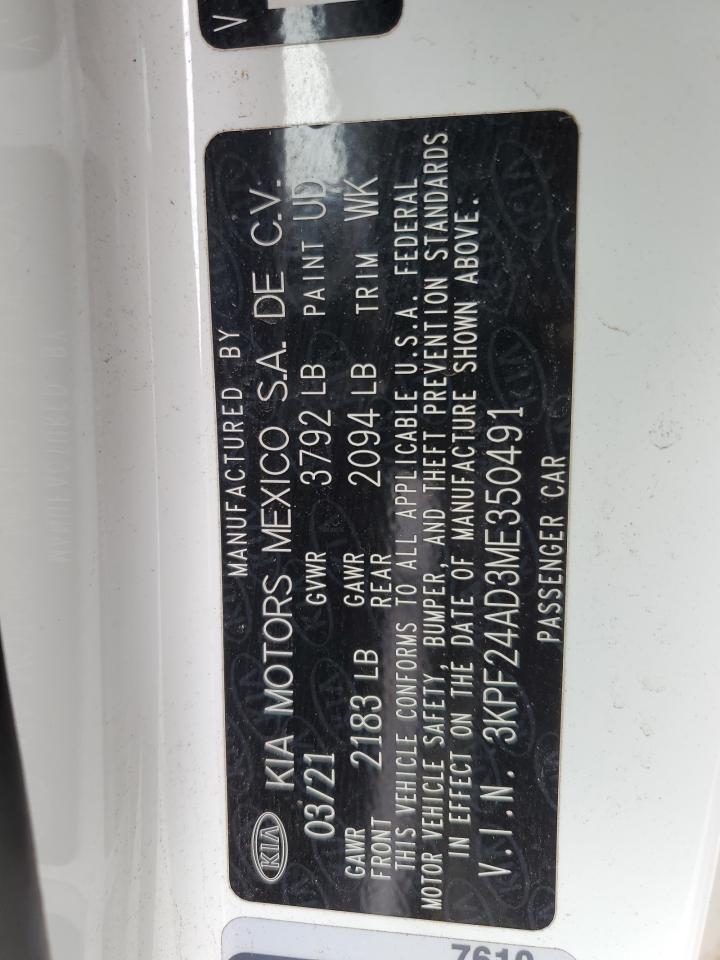 V
MANUFACTURED BY
KIA KIA MOTORS MEXICO S.A. DE C.V.
03/21 GVWR 3792 LB PAINT UD
GAWR FRONT 2183 LB GAWR REAR 2094 LB TRIM WK
THIS VEHICLE CONFORMS TO ALL APPLICABLE U.S.A. FEDERAL
MOTOR VEHICLE SAFETY, BUMPER, AND THEFT PREVENTION STANDARDS
IN EFFECT ON THE DATE OF MANUFACTURE SHOWN ABOVE.
V.I.N. 3KPF24AD3ME350491
PASSENGER CAR
7610